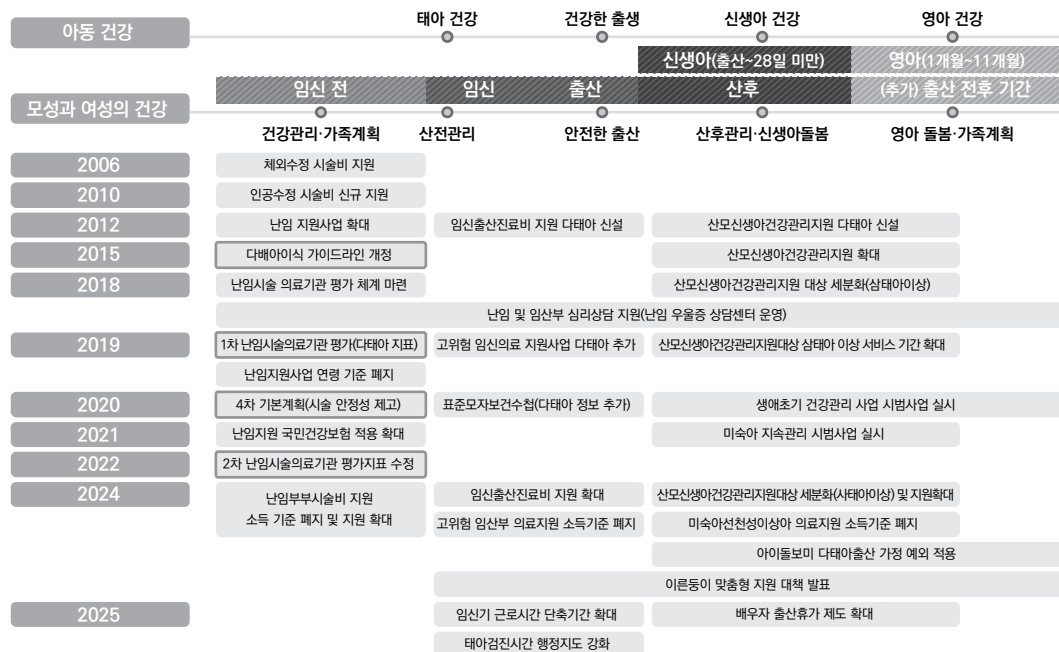 아동 건강
태아 건강
건강한 출생
신생아 건강
영아 건강
신생아(출산~28일 미만)
영아(1개월~11개월)
모성과 여성의 건강
임신 전
임신
출산
산후
(추가) 출산 전후 기간
건강관리·가족계획
산전관리
안전한 출산
산후관리·신생아돌봄
영아 돌봄·가족계획
2006
체외수정 시술비 지원
2010
인공수정 시술비 신규 지원
2012
난임 지원사업 확대
임신출산진료비 지원 다태아 신설
산모신생아건강관리지원 다태아 신설
2015
다배아이식 가이드라인 개정
산모신생아건강관리지원 확대
2018
난임시술 의료기관 평가 체계 마련
산모신생아건강관리지원 대상 세분화(삼태아이상)
난임 및 임산부 심리상담 지원(난임 우울증 상담센터 운영)
2019
1차 난임시술의료기관 평가(다태아 지표)
고위험 임신의료 지원사업 다태아 추가
산모신생아건강관리지원대상 삼태아 이상 서비스 기간 확대
난임지원사업 연령 기준 폐지
2020
4차 기본계획(시술 안정성 제고)
표준모자보건수첩(다태아 정보 추가)
생애초기 건강관리 사업 시범사업 실시
2021
난임지원 국민건강보험 적용 확대
미숙아 지속관리 시범사업 실시
2022
2차 난임시술의료기관 평가지표 수정
2024
난임부부시술비 지원
소득 기준 폐지 및 지원 확대
임신출산진료비 지원 확대
산모신생아건강관리지원대상 세분화(사태아이상) 및 지원확대
고위험 임산부 의료지원 소득기준 폐지
미숙아선천성이상아 의료지원 소득기준 폐지
아이돌보미 다태아출산 가정 예외 적용
이른둥이 맞춤형 지원 대책 발표
2025
임신기 근로시간 단축기간 확대
배우자 출산휴가 제도 확대
태아검진시간 행정지도 강화